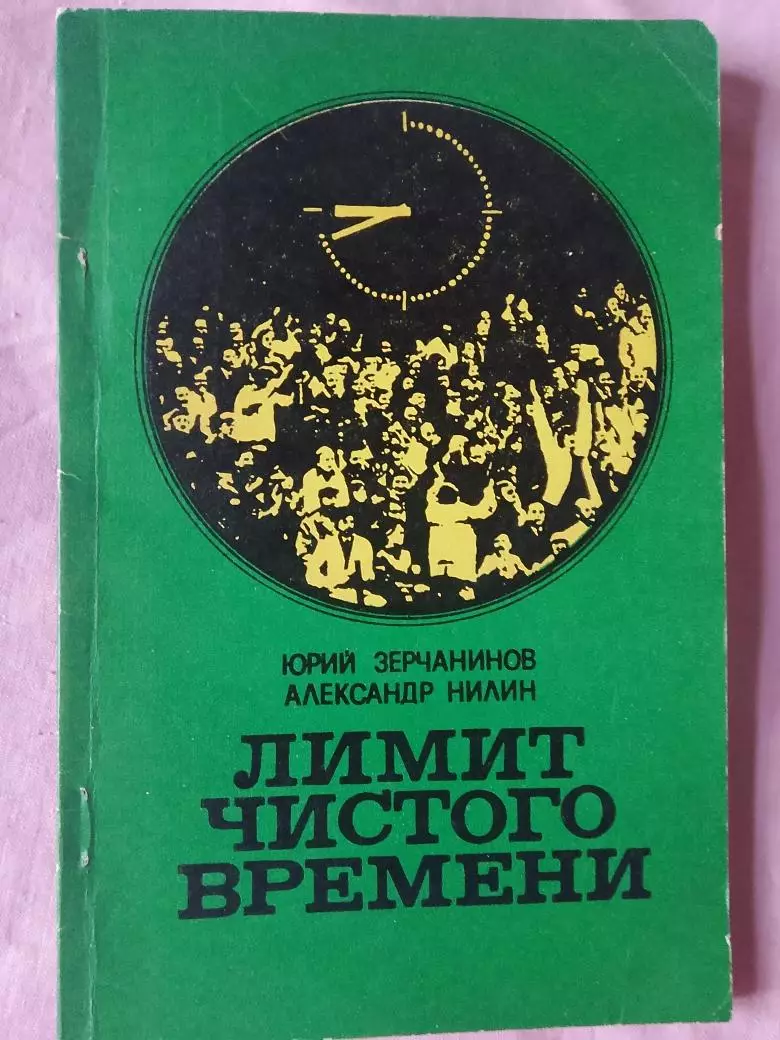 ЮРИЙ ЗЕРЧАНИНОВ
АЛЕКСАНДР НИЛИН
ЛИМИТ
ЧИСТОГО
ВРЕМЕНИ